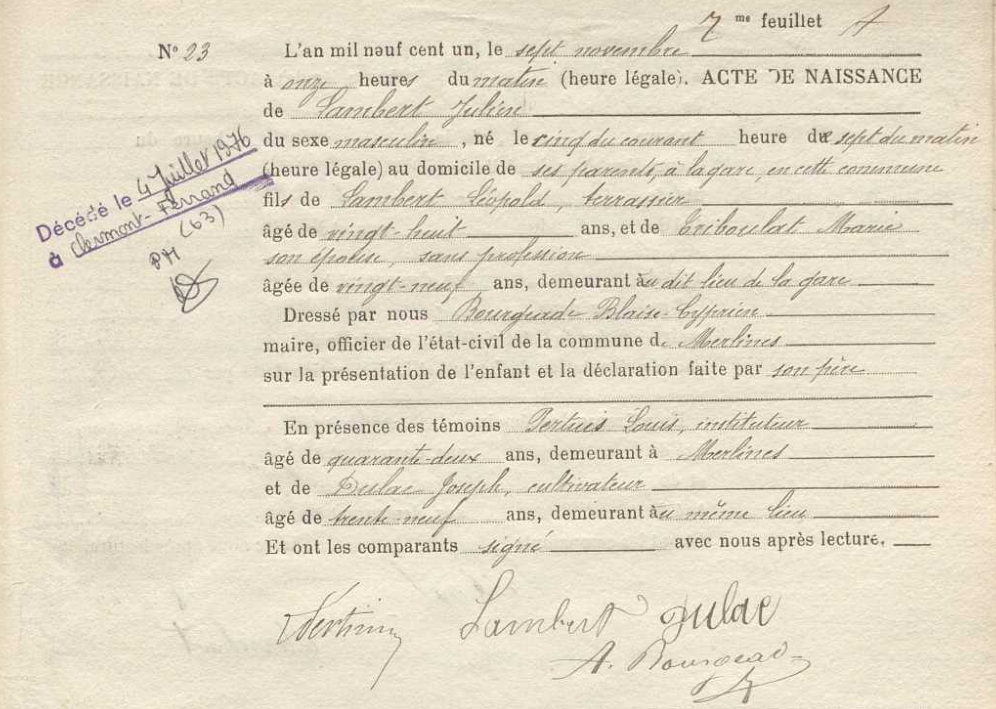 7 me feuillet
N° 23
L'an mil neuf cent un, le sept novembre
à onze heures du matin (heure légale). ACTE DE NAISSANCE
de Lambert Julien
du sexe masculin, né le cinq du courant heure de sept du matin
(heure légale) au domicile de ses parents, à la gare, en cette commune
fils de Lambert Léopold, terrassier
âgé de vingt-huit ans, et de Triboulat Marie
son épouse, sans profession
âgée de vingt-neuf ans, demeurant au dit lieu de la gare
Dressé par nous Bourguade Blaise-Cyprien
maire, officier de l'état-civil de la commune de Merlines
sur la présentation de l'enfant et la déclaration faite par son père
En présence des témoins Pertuis Louis, instituteur
âgé de quarante-deux ans, demeurant à Merlines
et de Dulac Joseph, cultivateur
âgé de trente-neuf ans, demeurant au même lieu
Et ont les comparants signé avec nous après lecture.
Lambert Dulac
Décédé le 4 Juillet 1976
à Clermont-Ferrand
(63)